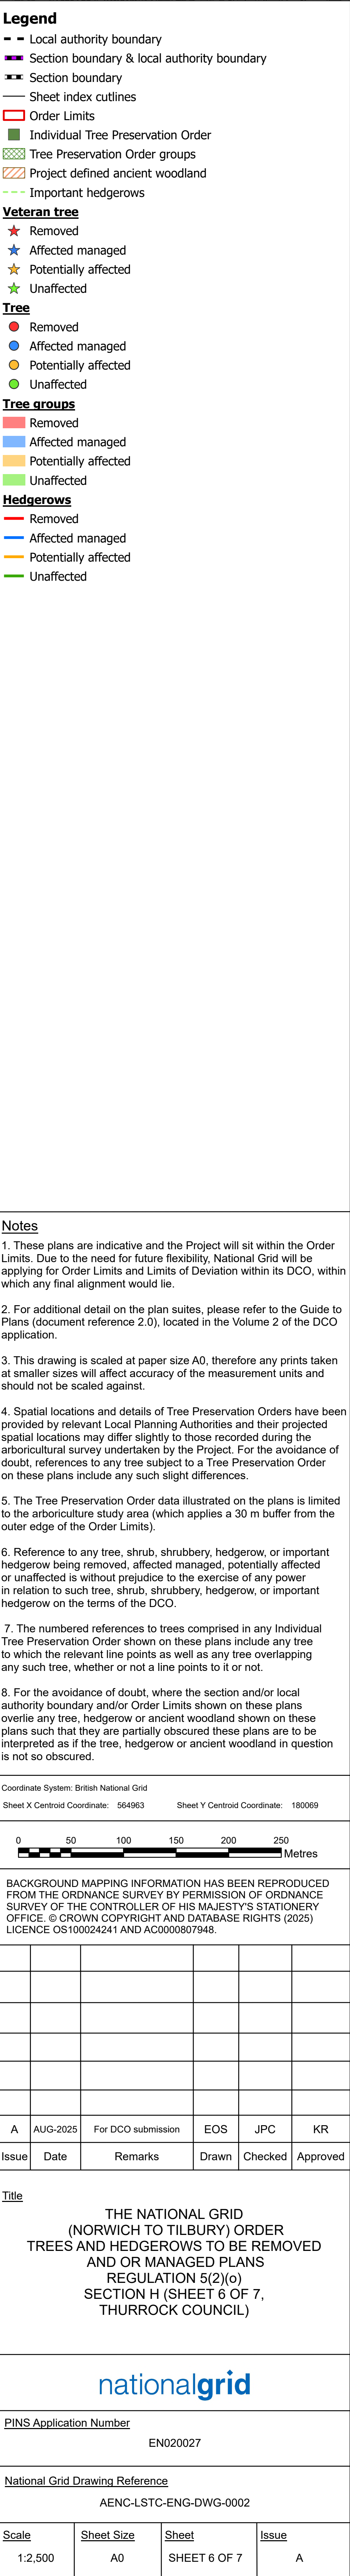 Legend
Local authority boundary
Section boundary & local authority boundary
Section boundary
Sheet index cutlines
Order Limits
Individual Tree Preservation Order
Tree Preservation Order groups
Project defined ancient woodland
Important hedgerows
Veteran tree
Removed
Affected managed
Potentially affected
Unaffected
Tree
Removed
Affected managed
Potentially affected
Unaffected
Tree groups
Removed
Affected managed
Potentially affected
Unaffected
Hedgerows
Removed
Affected managed
Potentially affected
Unaffected
Notes
1. These plans are indicative and the Project will sit within the Order
Limits. Due to the need for future flexibility, National Grid will be
applying for Order Limits and Limits of Deviation within its DCO, within
which any final alignment would lie.
2. For additional detail on the plan suites, please refer to the Guide to
Plans (document reference 2.0), located in the Volume 2 of the DCO
application.
3. This drawing is scaled at paper size A0, therefore any prints taken
at smaller sizes will affect accuracy of the measurement units and
should not be scaled against.
4. Spatial locations and details of Tree Preservation Orders have been
provided by relevant Local Planning Authorities and their projected
spatial locations may differ slightly to those recorded during the
arboricultural survey undertaken by the Project. For the avoidance of
doubt, references to any tree subject to a Tree Preservation Order
on these plans include any such slight differences.
5. The Tree Preservation Order data illustrated on the plans is limited
to the arboriculture study area (which applies a 30 m buffer from the
outer edge of the Order Limits).
6. Reference to any tree, shrub, shrubbery, hedgerow, or important
hedgerow being removed, affected managed, potentially affected
or unaffected is without prejudice to the exercise of any power
in relation to such tree, shrub, shrubbery, hedgerow, or important
hedgerow on the terms of the DCO.
7. The numbered references to trees comprised in any Individual
Tree Preservation Order shown on these plans include any tree
to which the relevant line points as well as any tree overlapping
any such tree, whether or not a line points to it or not.
8. For the avoidance of doubt, where the section and/or local
authority boundary and/or Order Limits shown on these plans
overlie any tree, hedgerow or ancient woodland shown on these
plans such that they are partially obscured these plans are to be
interpreted as if the tree, hedgerow or ancient woodland in question
is not so obscured.
Coordinate System: British National Grid
Sheet X Centroid Coordinate: 564963 Sheet Y Centroid Coordinate: 180069
0 50 100 150 200 250
Metres
BACKGROUND MAPPING INFORMATION HAS BEEN REPRODUCED
FROM THE ORDNANCE SURVEY BY PERMISSION OF ORDNANCE
SURVEY OF THE CONTROLLER OF HIS MAJESTY'S STATIONERY
OFFICE. © CROWN COPYRIGHT AND DATABASE RIGHTS (2025)
LICENCE OS100024241 AND AC0000807948.
A AUG-2025 For DCO submission EOS JPC KR
Issue Date Remarks Drawn Checked Approved
Title
THE NATIONAL GRID
(NORWICH TO TILBURY) ORDER
TREES AND HEDGEROWS TO BE REMOVED
AND OR MANAGED PLANS
REGULATION 5(2)(o)
SECTION H (SHEET 6 OF 7,
THURROCK COUNCIL)
nationalgrid
PINS Application Number
EN020027
National Grid Drawing Reference
AENC-LSTC-ENG-DWG-0002
Scale Sheet Size Sheet Issue
1:2,500 A0 SHEET 6 OF 7 A